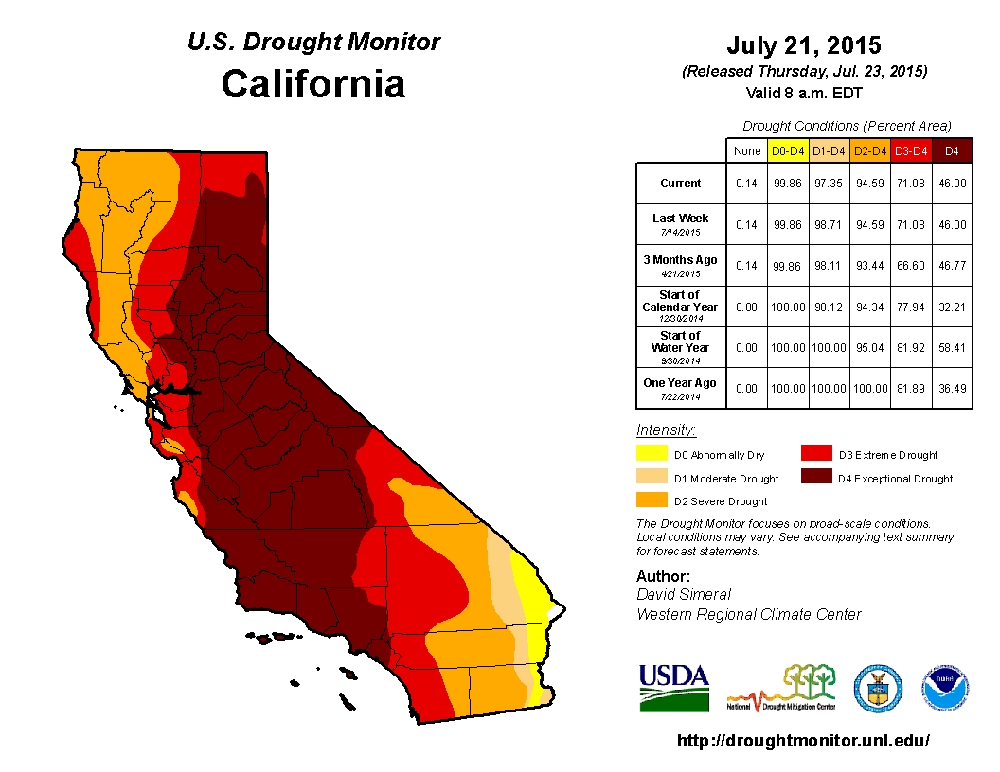 U.S. Drought Monitor
California
July 21, 2015
(Released Thursday, Jul. 23, 2015)
Valid 8 a.m. EDT
Drought Conditions (Percent Area)
None D0-D4 D1-D4 D2-D4 D3-D4 D4
Current 0.14 99.86 97.35 94.59 71.08 46.00
Last Week
7/14/2015
0.14 99.86 98.71 94.59 71.08 46.00
3 Months Ago
4/21/2015
0.14 99.86 98.11 93.44 66.60 46.77
Start of
Calendar Year
12/30/2014
0.00 100.00 98.12 94.34 77.94 32.21
Start of
Water Year
9/30/2014
0.00 100.00 100.00 95.04 81.92 58.41
One Year Ago
7/22/2014
0.00 100.00 100.00 100.00 81.89 36.49
Intensity:
D0 Abnormally Dry
D1 Moderate Drought
D2 Severe Drought
D3 Extreme Drought
D4 Exceptional Drought
The Drought Monitor focuses on broad-scale conditions.
Local conditions may vary. See accompanying text summary
for forecast statements.
Author:
David Simeral
Western Regional Climate Center
USDA
National Drought Mitigation Center
NOAA
http://droughtmonitor.unl.edu/